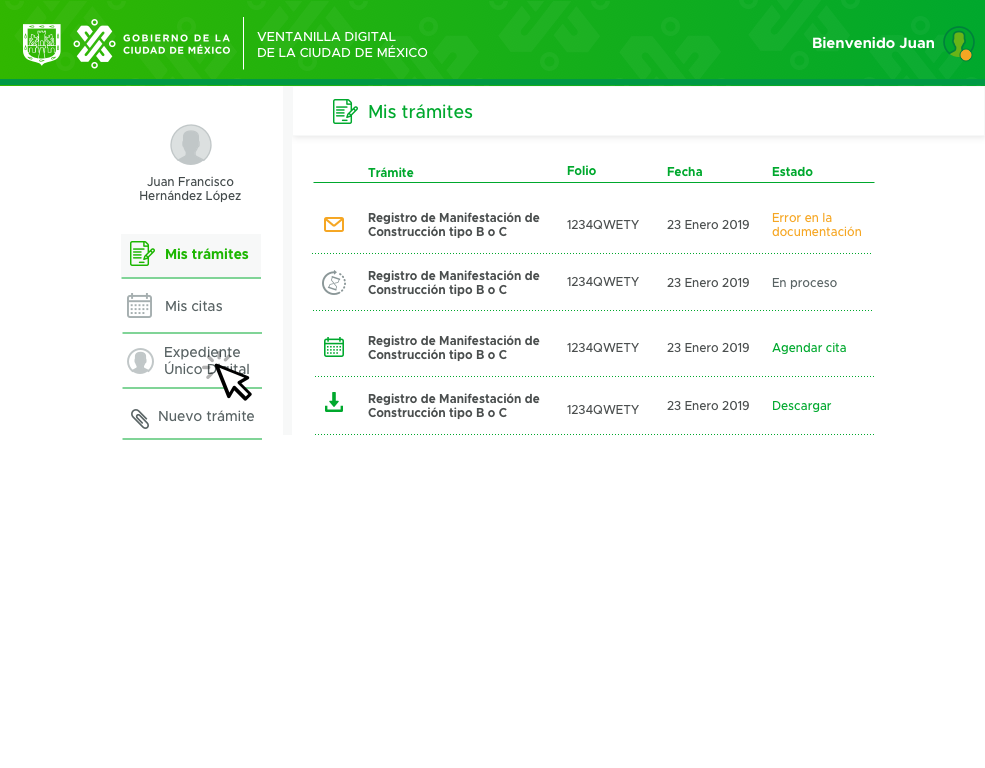 GOBIERNO DE LA
CIUDAD DE MÉXICO
VENTANILLA DIGITAL
DE LA CIUDAD DE MÉXICO
Bienvenido Juan
Juan Francisco
Hernández López
Mis trámites
Mis citas
Expediente
Único Digital
Nuevo trámite
Mis trámites
Trámite Folio Fecha Estado
Registro de Manifestación de
Construcción tipo B o C
1234QWETY
23 Enero 2019
Error en la
documentación
Registro de Manifestación de
Construcción tipo B o C
1234QWETY
23 Enero 2019
En proceso
Registro de Manifestación de
Construcción tipo B o C
1234QWETY
23 Enero 2019
Agendar cita
Registro de Manifestación de
Construcción tipo B o C
1234QWETY
23 Enero 2019
Descargar